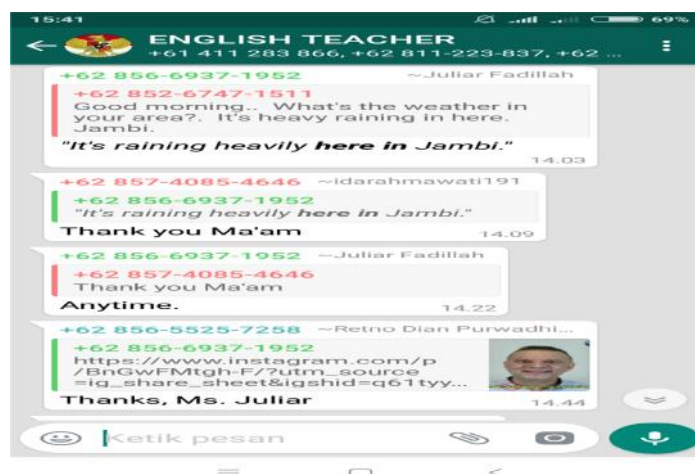 15:41
69%
ENGLISH TEACHER
+61 411 283 866, +62 811-223-837, +62 ...
+62 856-6937-1952 ~Juliar Fadillah
+62 852-6747-1511
Good morning.. What's the weather in
your area?. It's heavy raining in here.
Jambi.
"It's raining heavily here in Jambi."
14.03
+62 857-4085-4646 ~idarahmawati191
+62 856-6937-1952
"It's raining heavily here in Jambi."
Thank you Ma'am
14.09
+62 856-6937-1952 ~Juliar Fadillah
+62 857-4085-4646
Thank you Ma'am
Anytime.
14.22
+62 856-5525-7258 ~Retno Dian Purwadhi...
+62 856-6937-1952
https://www.instagram.com/p
/BnGwFMtgh-F/?utm_source
=ig_share_sheet&igshid=q61tyy...
Thanks, Ms. Juliar
14.44
Ketik pesan